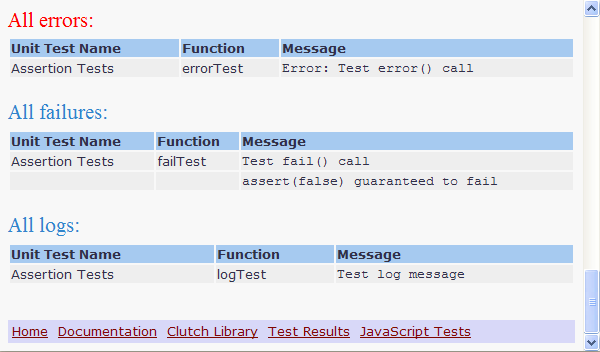 All errors:
Unit Test Name Function Message
Assertion Tests errorTest Error: Test error() call
All failures:
Unit Test Name Function Message
Assertion Tests failTest Test fail() call
assert(false) guaranteed to fail
All logs:
Unit Test Name Function Message
Assertion Tests logTest Test log message
Home Documentation Clutch Library Test Results JavaScript Tests